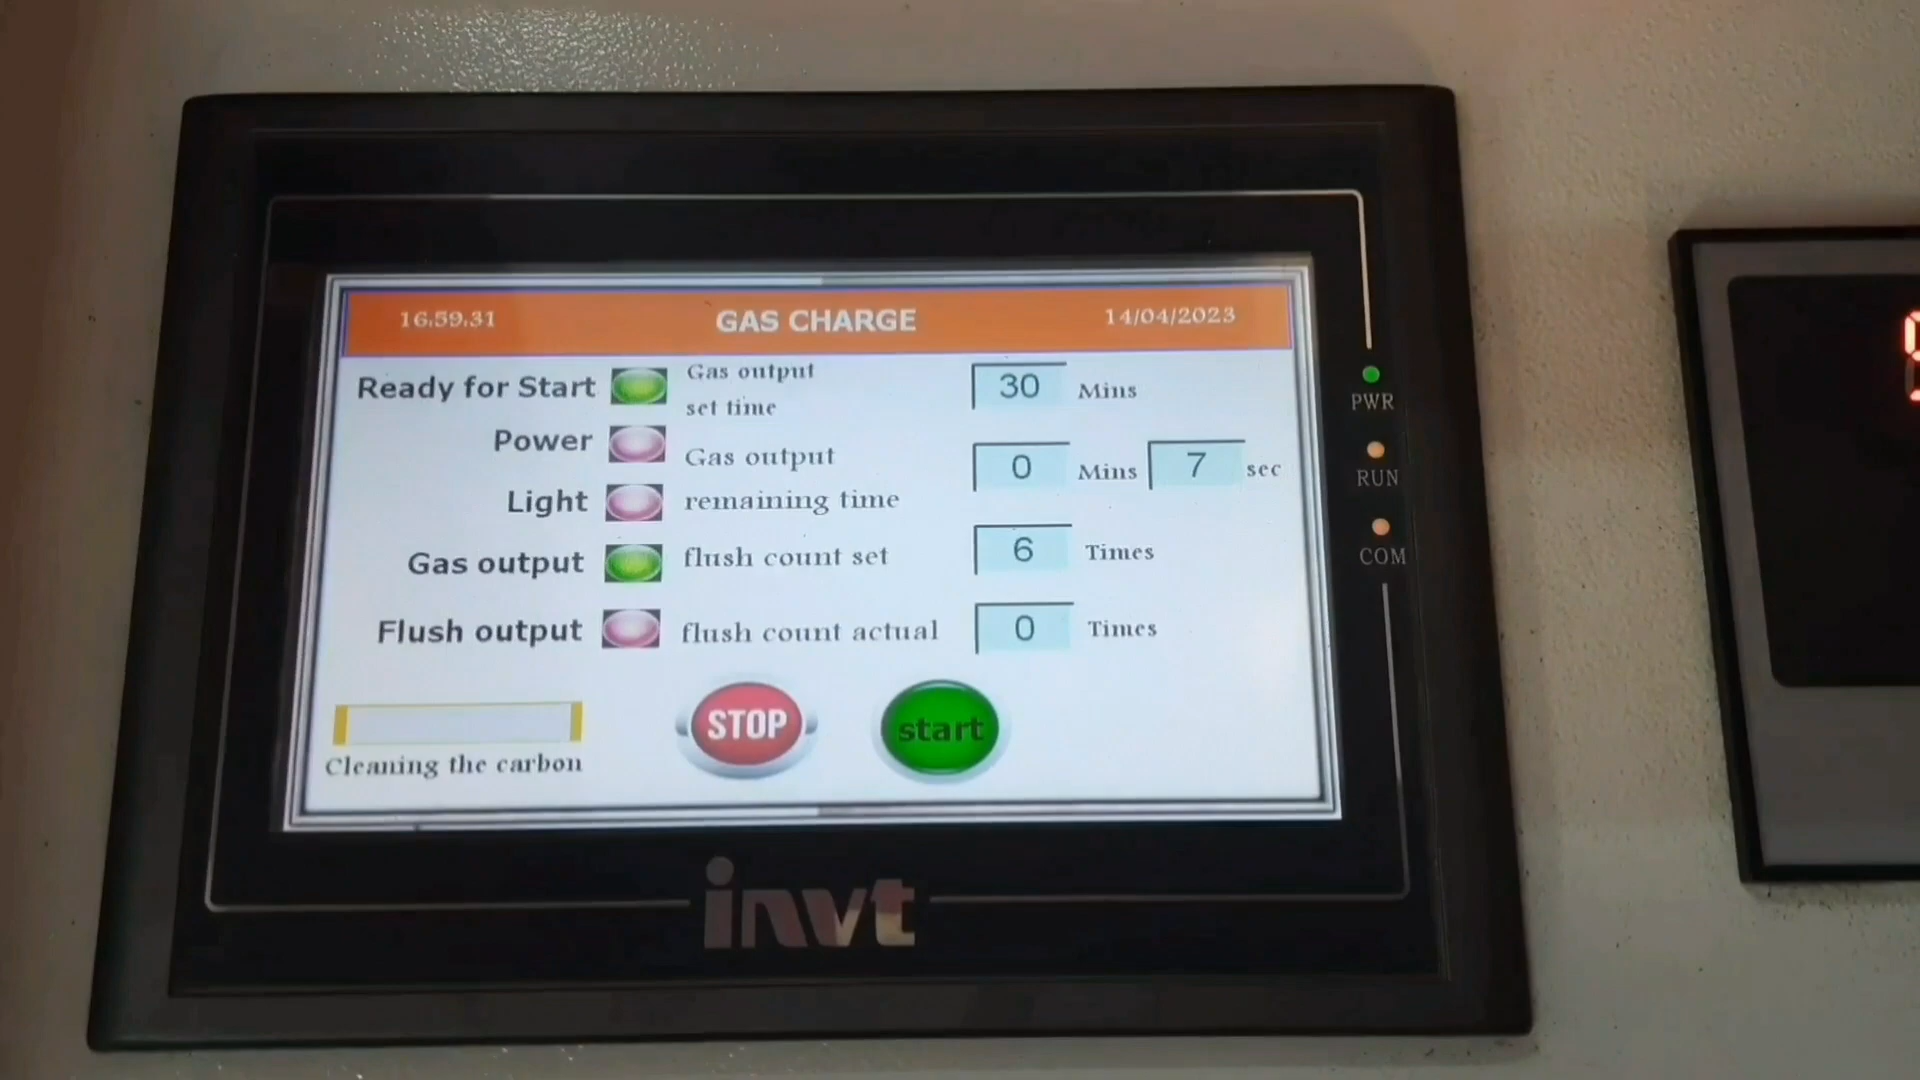 16:59:31 GAS CHARGE 14/04/2023
Ready for Start Gas output set time 30 Mins
Power Gas output remaining time 0 Mins 7 sec
Light
Gas output flush count set 6 Times
Flush output flush count actual 0 Times
STOP start
Cleaning the carbon
PWR
RUN
COM
invt